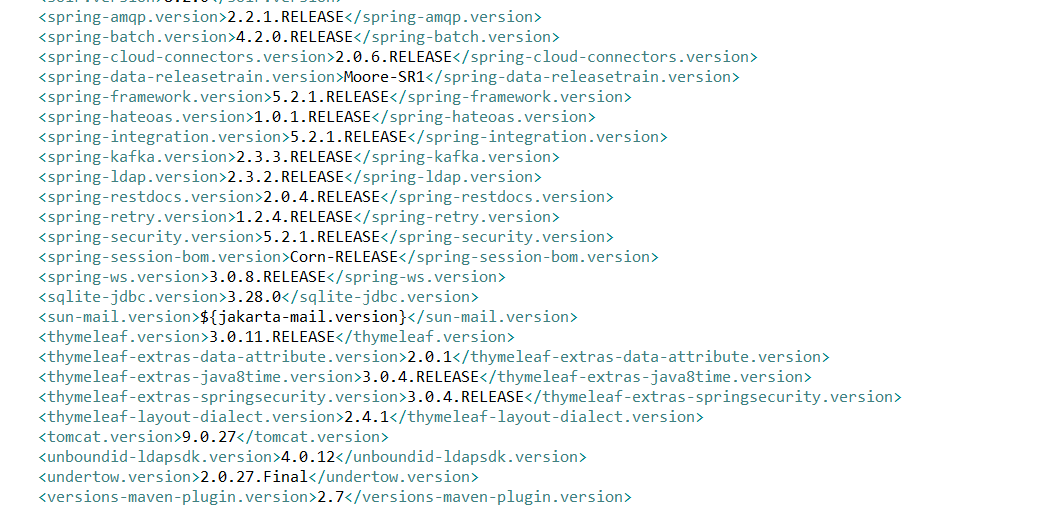 <spring-amqp.version>2.2.1.RELEASE</spring-amqp.version>
<spring-batch.version>4.2.0.RELEASE</spring-batch.version>
<spring-cloud-connectors.version>2.0.6.RELEASE</spring-cloud-connectors.version>
<spring-data-releasetrain.version>Moore-SR1</spring-data-releasetrain.version>
<spring-framework.version>5.2.1.RELEASE</spring-framework.version>
<spring-hateoas.version>1.0.1.RELEASE</spring-hateoas.version>
<spring-integration.version>5.2.1.RELEASE</spring-integration.version>
<spring-kafka.version>2.3.3.RELEASE</spring-kafka.version>
<spring-ldap.version>2.3.2.RELEASE</spring-ldap.version>
<spring-restdocs.version>2.0.4.RELEASE</spring-restdocs.version>
<spring-retry.version>1.2.4.RELEASE</spring-retry.version>
<spring-security.version>5.2.1.RELEASE</spring-security.version>
<spring-session-bom.version>Corn-RELEASE</spring-session-bom.version>
<spring-ws.version>3.0.8.RELEASE</spring-ws.version>
<sqlite-jdbc.version>3.28.0</sqlite-jdbc.version>
<sun-mail.version>${jakarta-mail.version}</sun-mail.version>
<thymeleaf.version>3.0.11.RELEASE</thymeleaf.version>
<thymeleaf-extras-data-attribute.version>2.0.1</thymeleaf-extras-data-attribute.version>
<thymeleaf-extras-java8time.version>3.0.4.RELEASE</thymeleaf-extras-java8time.version>
<thymeleaf-extras-springsecurity.version>3.0.4.RELEASE</thymeleaf-extras-springsecurity.version>
<thymeleaf-layout-dialect.version>2.4.1</thymeleaf-layout-dialect.version>
<tomcat.version>9.0.27</tomcat.version>
<unboundid-ldapsdk.version>4.0.12</unboundid-ldapsdk.version>
<undertow.version>2.0.27.Final</undertow.version>
<versions-maven-plugin.version>2.7</versions-maven-plugin.version>